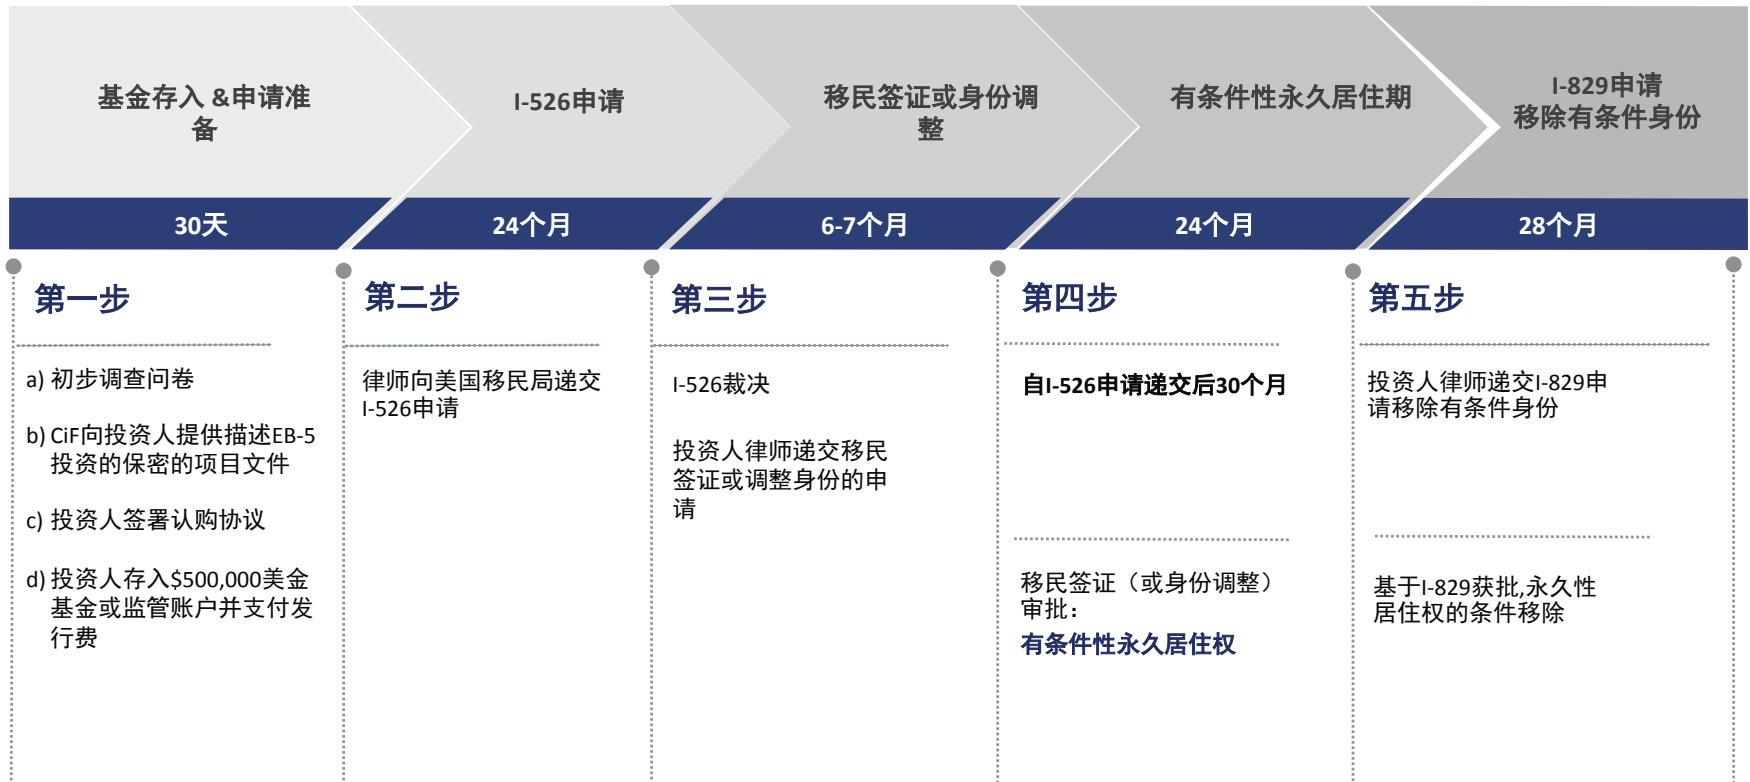 基金存入 &申请准
备
I-526申请
移民签证或身份调
整
有条件性永久居住期
I-829申请
移除有条件身份
30天
24个月
6-7个月
24个月
28个月
第一步
a) 初步调查问卷
b) CiF向投资人提供描述EB-5
投资的保密的项目文件
c) 投资人签署认购协议
d) 投资人存入$500,000美金
基金或监管账户并支付发
行费
第二步
律师向美国移民局递交
I-526申请
第三步
I-526裁决
投资人律师递交移民
签证或调整身份的申
请
第四步
自I-526申请递交后30个月
移民签证（或身份调整）
审批：
有条件性永久居住权
第五步
投资人律师递交I-829申
请移除有条件身份
基于I-829获批,永久性
居住权的条件移除